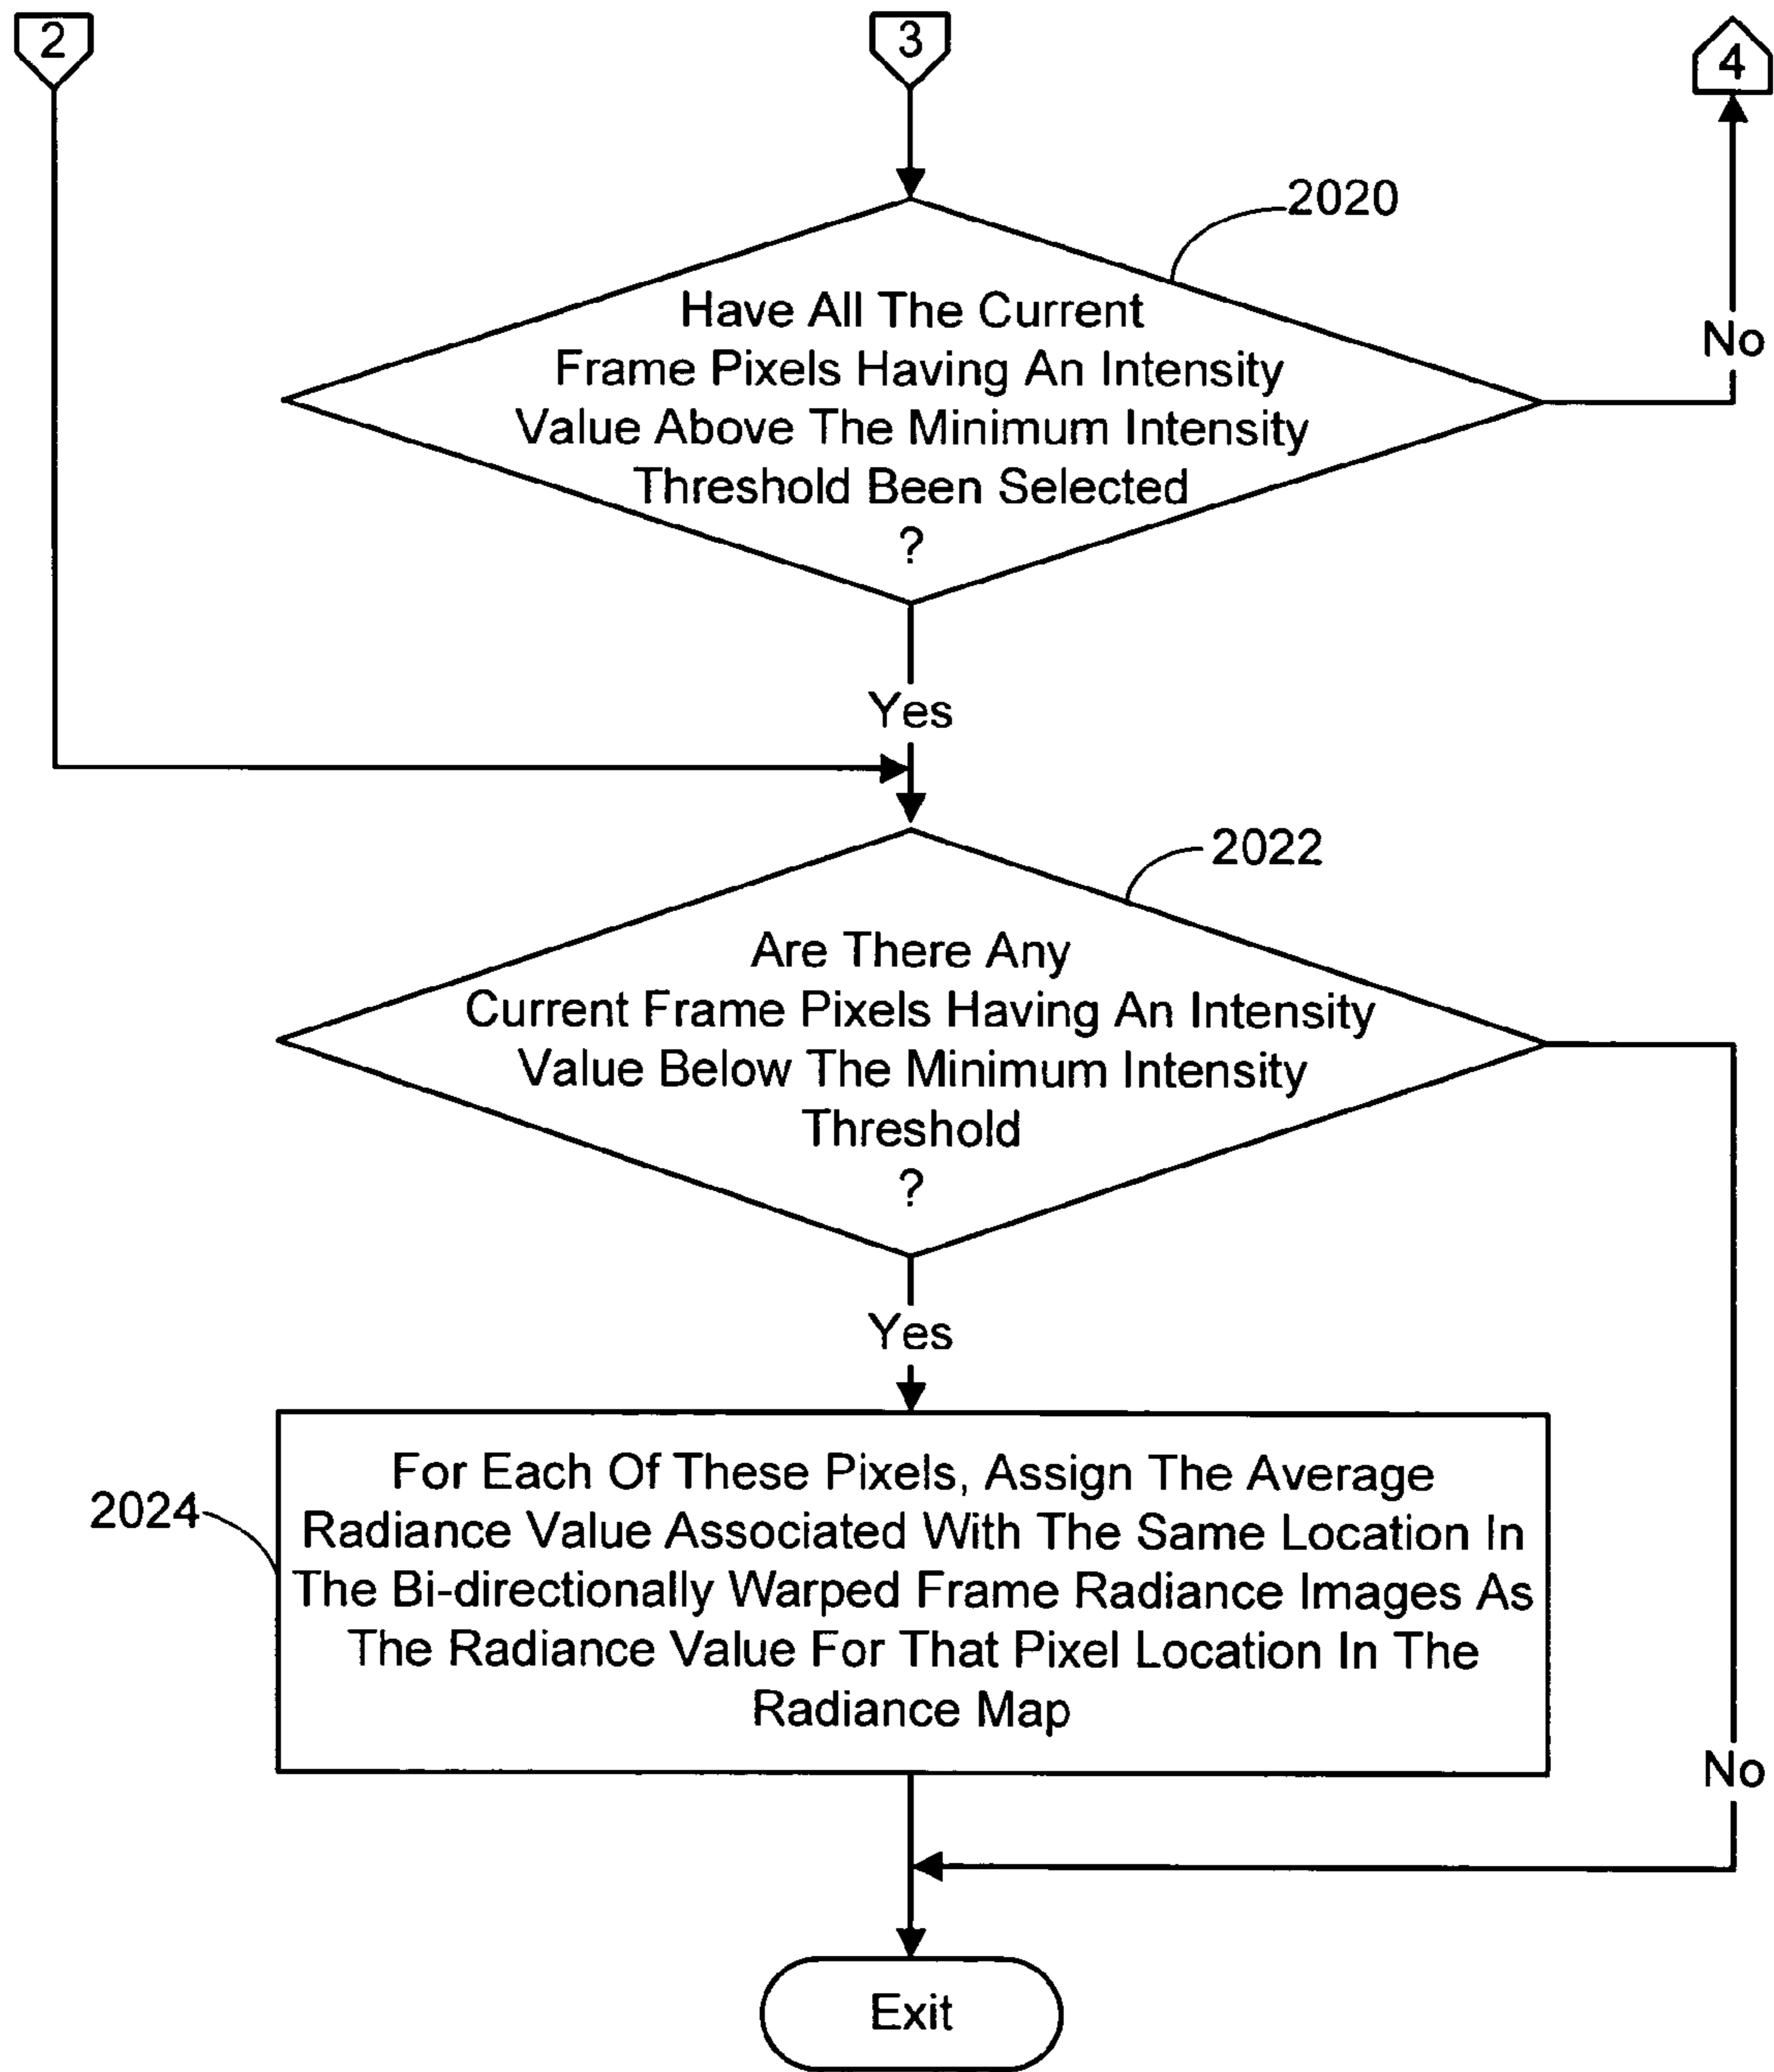 2
3
4
2020
Have All The Current
Frame Pixels Having An Intensity
Value Above The Minimum Intensity
Threshold Been Selected
?
No
Yes
2022
Are There Any
Current Frame Pixels Having An Intensity
Value Below The Minimum Intensity
Threshold
?
Yes
2024
For Each Of These Pixels, Assign The Average
Radiance Value Associated With The Same Location In
The Bi-directionally Warped Frame Radiance Images As
The Radiance Value For That Pixel Location In The
Radiance Map
No
Exit